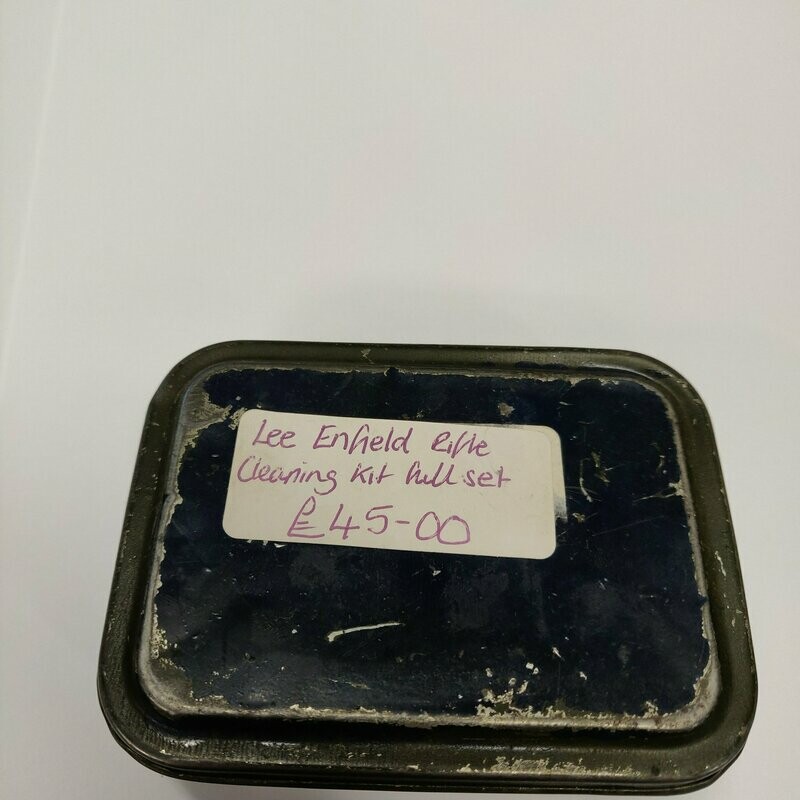 Lee Enfield Rifle
Cleaning Kit full set
£45-00